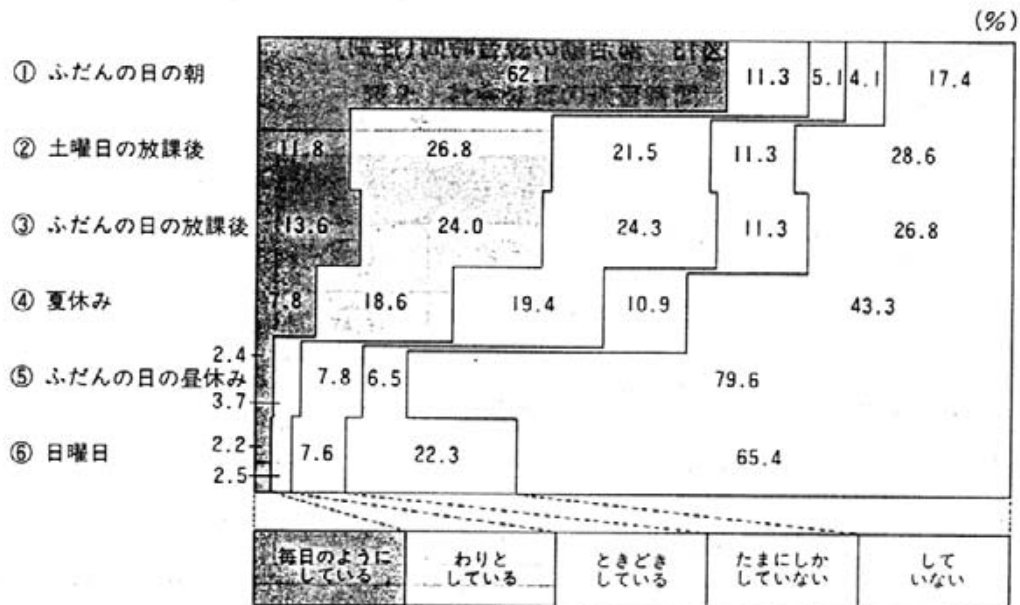 (%)
① ふだんの日の朝 62.1 11.3 5.1 4.1 17.4
② 土曜日の放課後 11.8 26.8 21.5 11.3 28.6
③ ふだんの日の放課後 13.6 24.0 24.3 11.3 26.8
④ 夏休み 7.8 18.6 19.4 10.9 43.3
2.4
⑤ ふだんの日の昼休み 7.8 6.5 79.6
3.7
⑥ 日曜日 2.2 7.6 22.3 65.4
2.5
毎日のように わりと ときどき たまにしか して
している している している していない いない